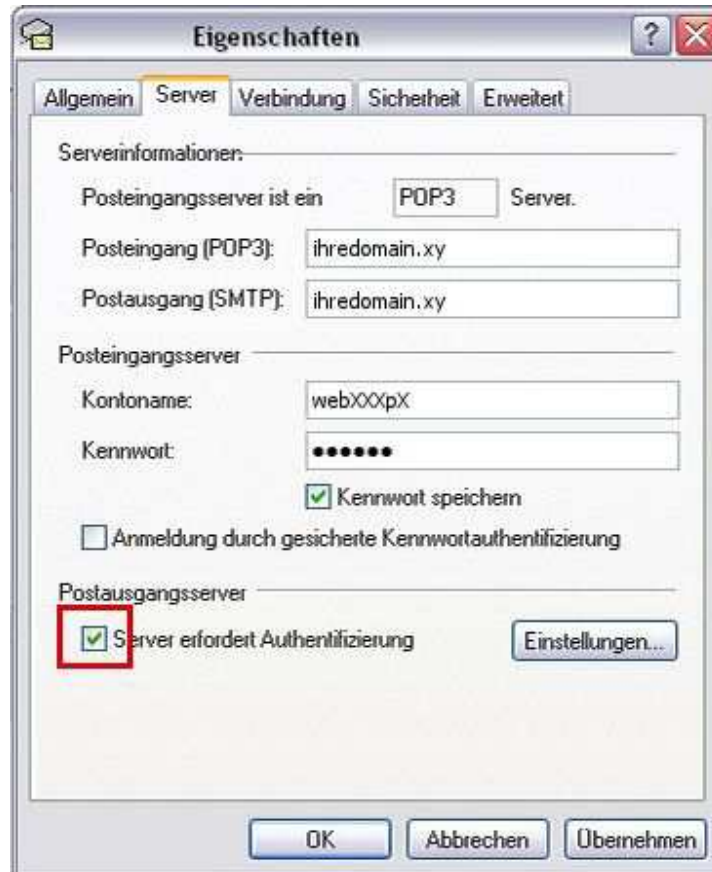 Eigenschaften
?
Allgemein Server Verbindung Sicherheit Erweitert
Serverinformationen
Posteingangsserver ist ein POP3 Server.
Posteingang (POP3): ihredomain.xy
Postausgang (SMTP): ihredomain.xy
Posteingangsserver
Kontoname: webXXXpX
Kennwort: ●●●●●●
Kennwort speichern
Anmeldung durch gesicherte Kennwortauthentifizierung
Postausgangsserver
Server erfordert Authentifizierung Einstellungen...
OK Abbrechen Übernehmen